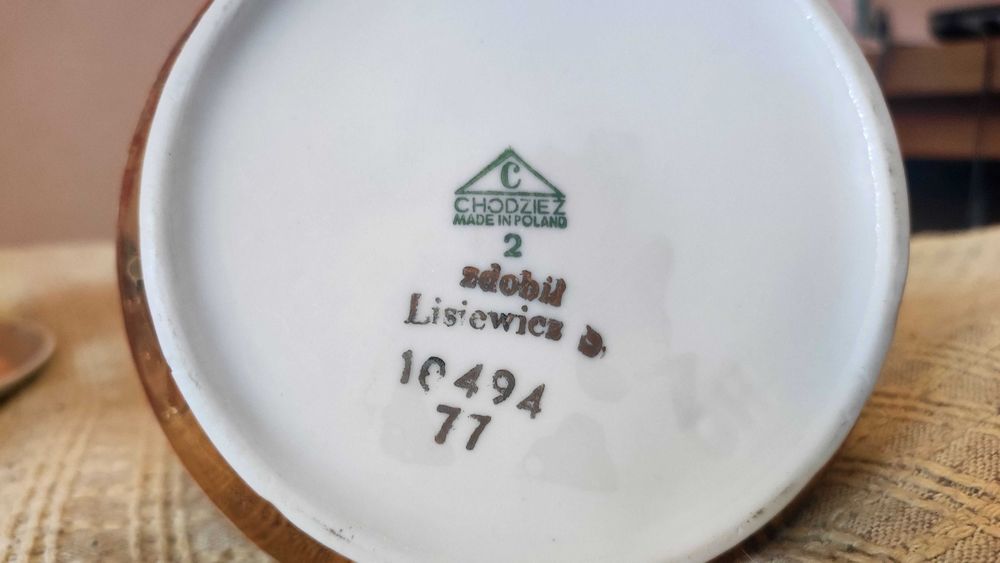 C
CHODZIEŻ
MADE IN POLAND
2
zdobił
Lisiewicz
10494
77